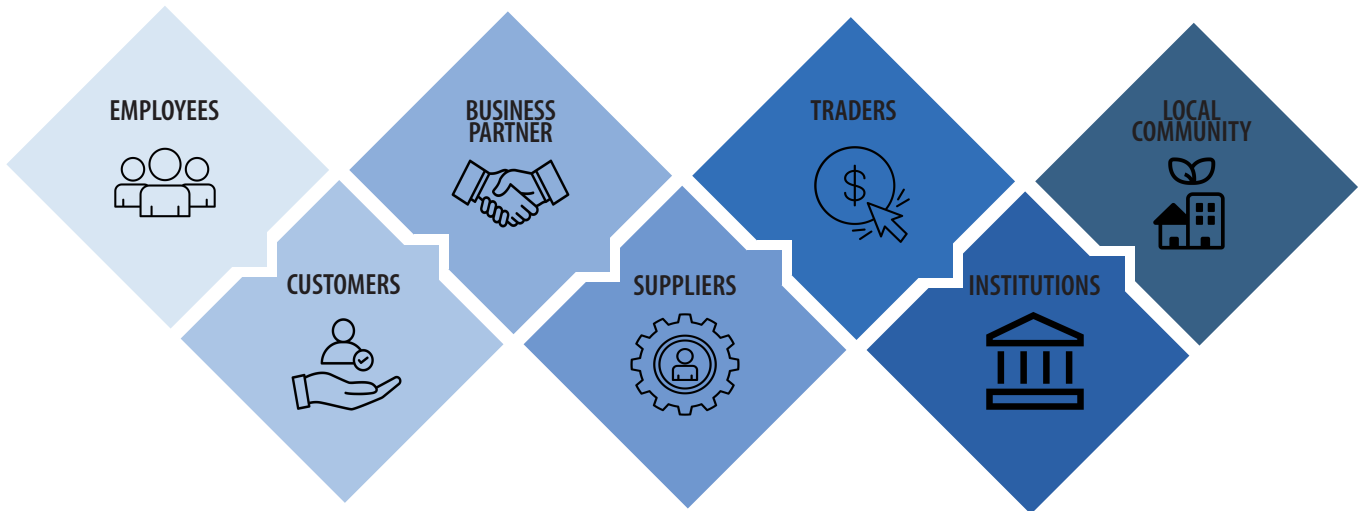 EMPLOYEES
BUSINESS
PARTNER
TRADERS
LOCAL
COMMUNITY
CUSTOMERS
SUPPLIERS
INSTITUTIONS
$